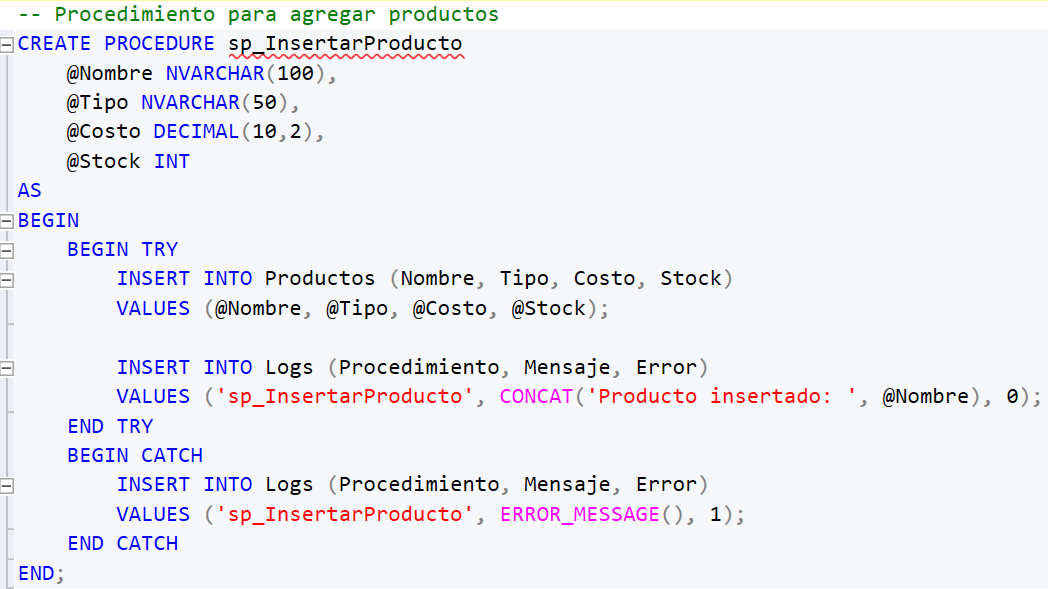 -- Procedimiento para agregar productos
CREATE PROCEDURE sp_InsertarProducto
    @Nombre NVARCHAR(100),
    @Tipo NVARCHAR(50),
    @Costo DECIMAL(10,2),
    @Stock INT
AS
BEGIN
    BEGIN TRY
        INSERT INTO Productos (Nombre, Tipo, Costo, Stock)
        VALUES (@Nombre, @Tipo, @Costo, @Stock);

        INSERT INTO Logs (Procedimiento, Mensaje, Error)
        VALUES ('sp_InsertarProducto', CONCAT('Producto insertado: ', @Nombre), 0);
    END TRY
    BEGIN CATCH
        INSERT INTO Logs (Procedimiento, Mensaje, Error)
        VALUES ('sp_InsertarProducto', ERROR_MESSAGE(), 1);
    END CATCH
END;